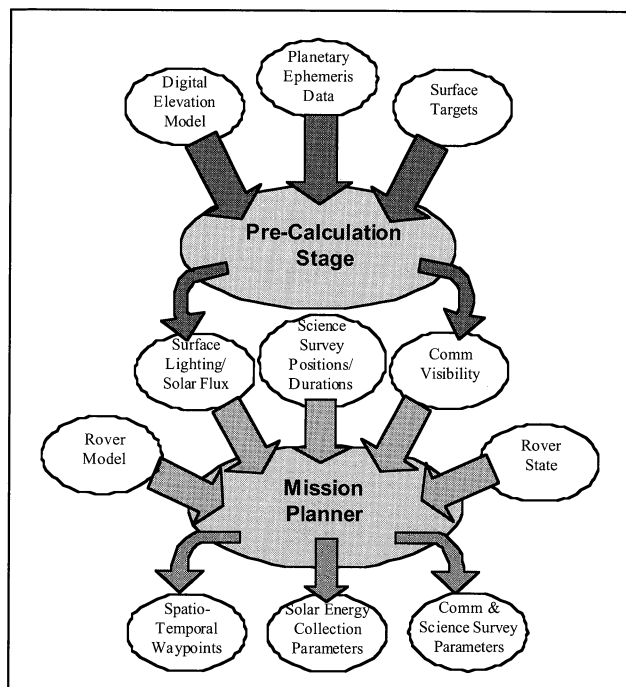 Digital
Elevation
Model
Planetary
Ephemeris
Data
Surface
Targets
Pre-Calculation
Stage
Surface
Lighting/
Solar Flux
Science
Survey
Positions/
Durations
Comm
Visibility
Rover
Model
Mission
Planner
Rover
State
Spatio-
Temporal
Waypoints
Solar Energy
Collection
Parameters
Comm &
Science Survey
Parameters